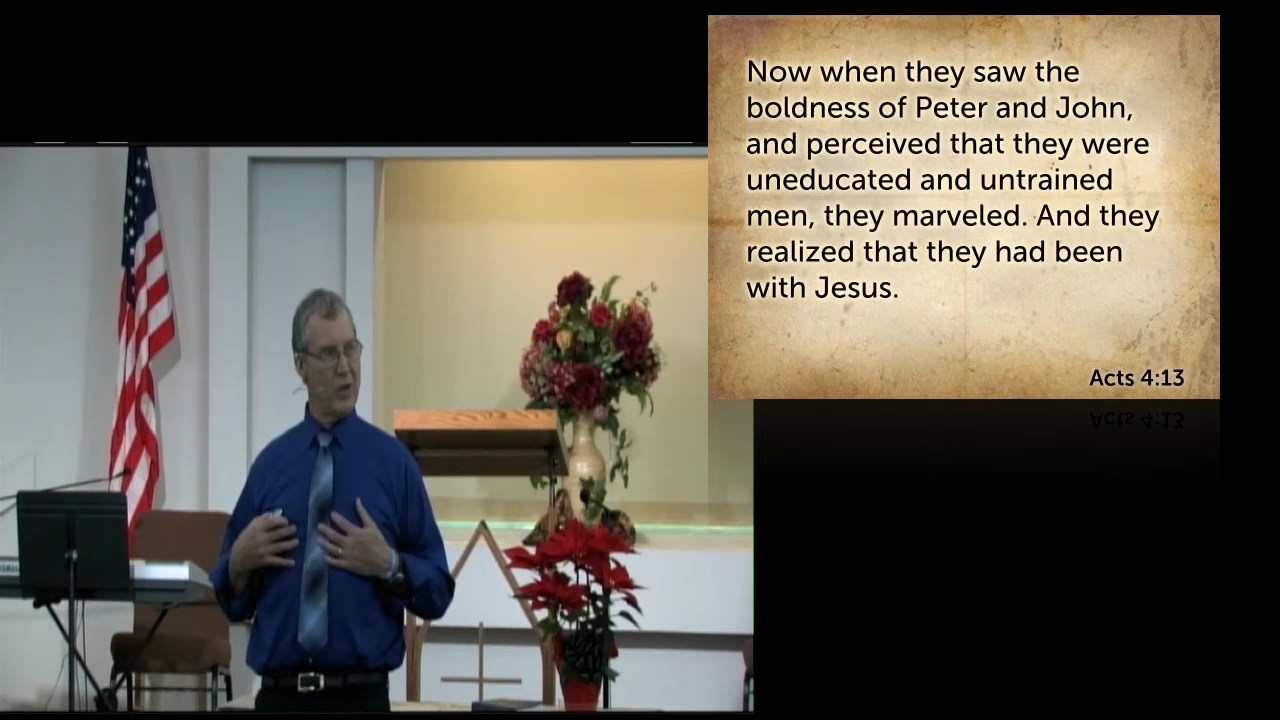 Now when they saw the
boldness of Peter and John,
and perceived that they were
uneducated and untrained
men, they marveled. And they
realized that they had been
with Jesus.
Acts 4:13